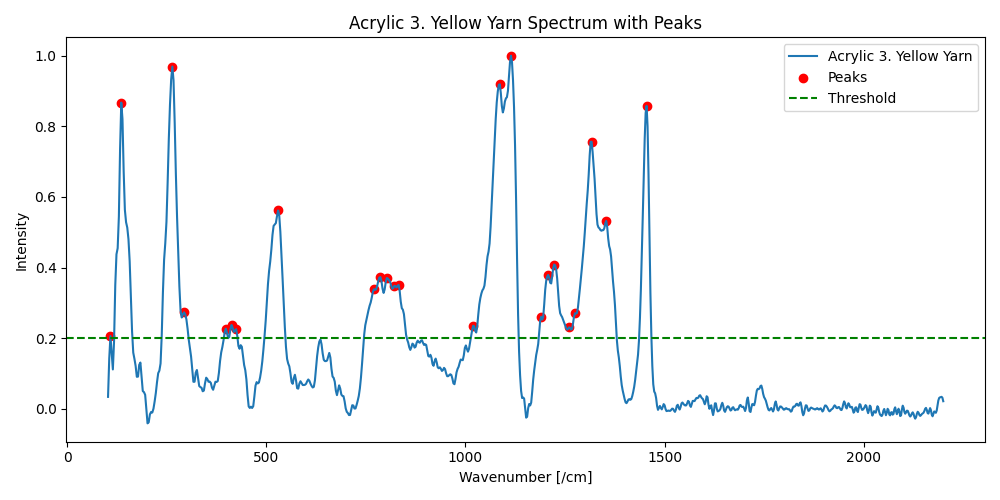 Acrylic 3. Yellow Yarn Spectrum with Peaks
Acrylic 3. Yellow Yarn
Peaks
Threshold
1.0
0.8
0.6
0.4
0.2
0.0
Intensity
0 500 1000 1500 2000
Wavenumber [/cm]